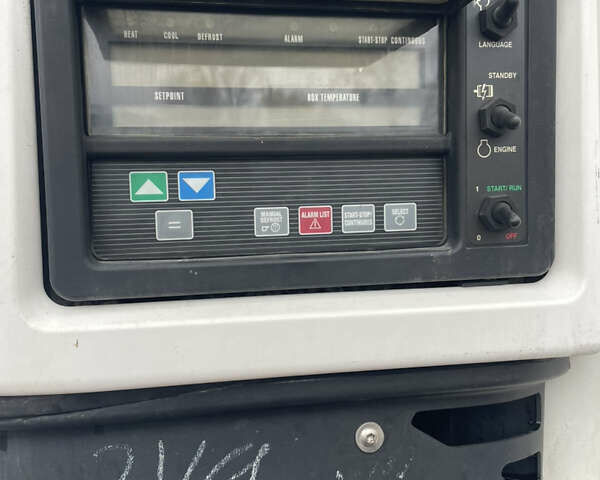 HEAT COOL DEFROST ALARM START-STOP CONTINUOUS
SETPOINT BOX TEMPERATURE
LANGUAGE
STANDBY
ENGINE
=
MANUAL DEFROST
ALARM LIST
START-STOP/ CONTINUOUS
SELECT
1 START/RUN
0 OFF